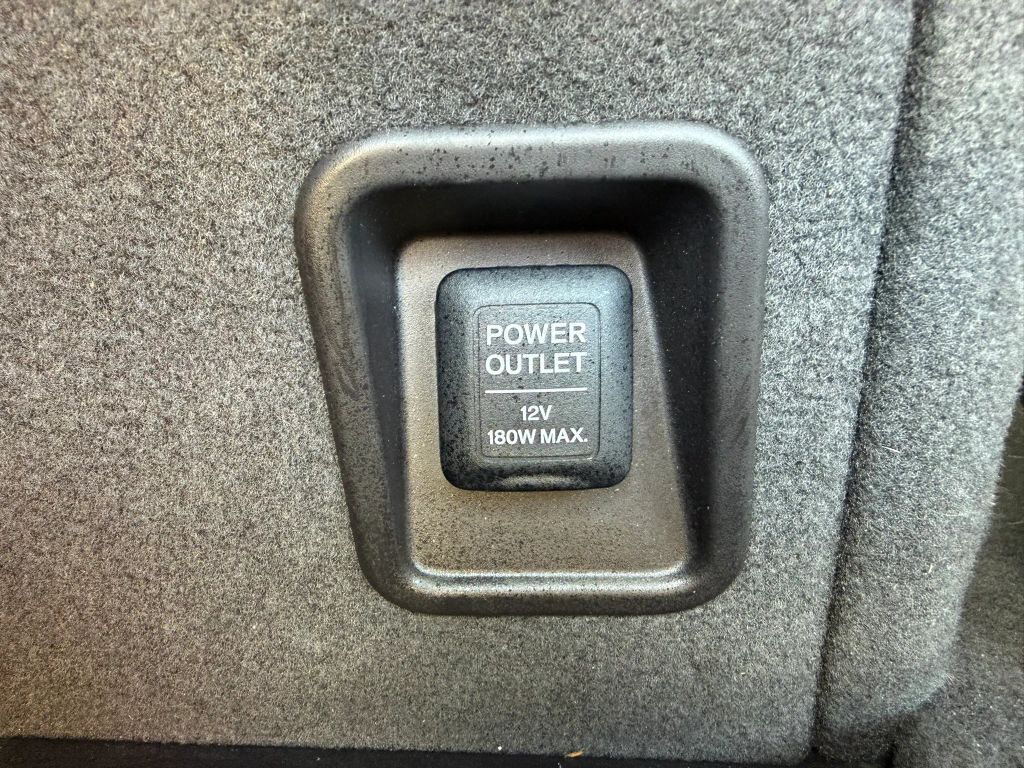 POWER
OUTLET
12V
180W MAX.